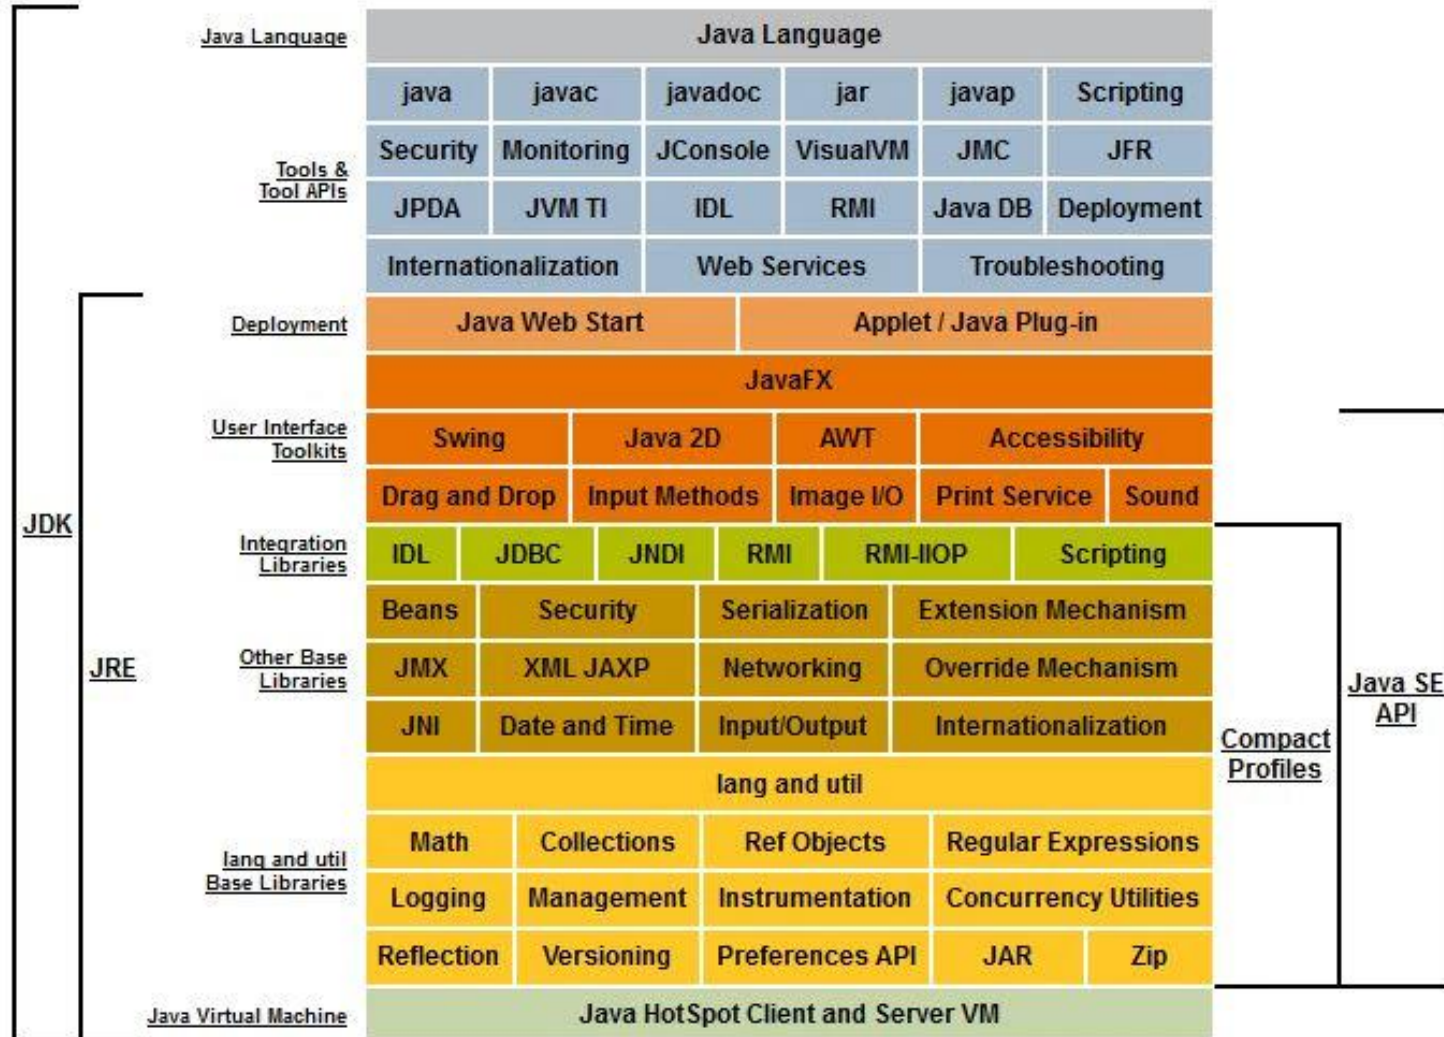 Java Language
Java Language
java javac javadoc jar javap Scripting
Security Monitoring JConsole VisualVM JMC JFR
Tools &
Tool APIs
JPDA JVM TI IDL RMI Java DB Deployment
Internationalization Web Services Troubleshooting
Deployment
Java Web Start Applet / Java Plug-in
JavaFX
User Interface
Toolkits
Swing Java 2D AWT Accessibility
Drag and Drop Input Methods Image I/O Print Service Sound
JDK
Integration
Libraries
IDL JDBC JNDI RMI RMI-IIOP Scripting
Beans Security Serialization Extension Mechanism
JRE
Other Base
Libraries
JMX XML JAXP Networking Override Mechanism
Java SE
API
JNI Date and Time Input/Output Internationalization
Compact
Profiles
lang and util
Math Collections Ref Objects Regular Expressions
lang and util
Base Libraries
Logging Management Instrumentation Concurrency Utilities
Reflection Versioning Preferences API JAR Zip
Java Virtual Machine
Java HotSpot Client and Server VM